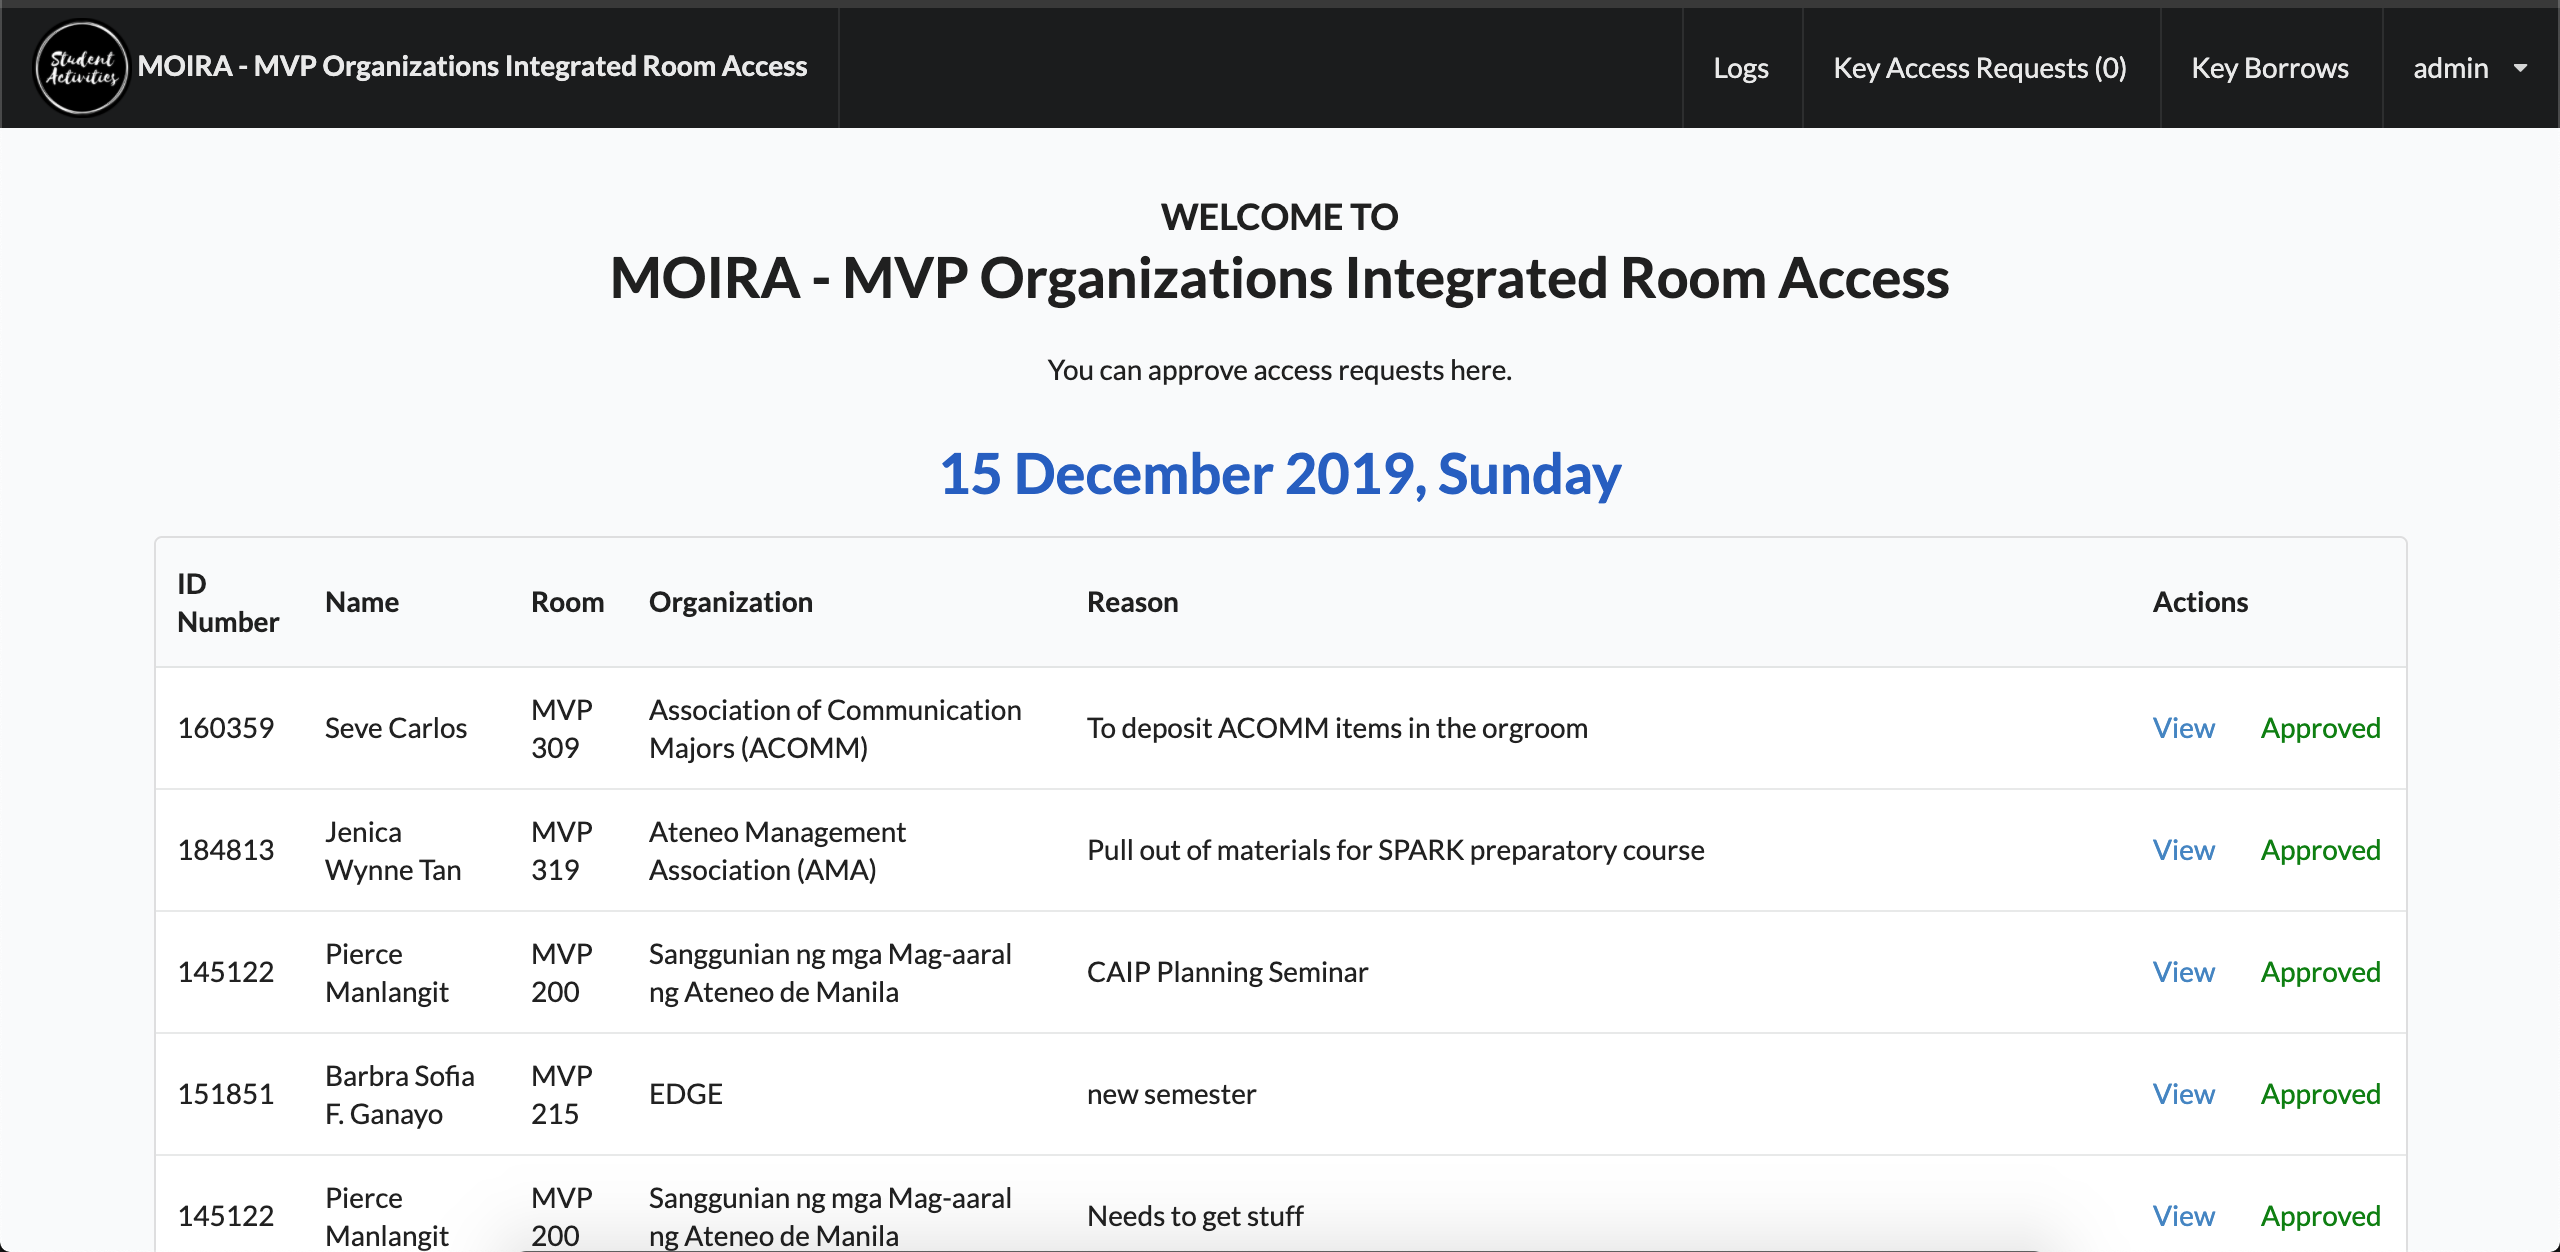 Student
Activities
MOIRA - MVP Organizations Integrated Room Access
Logs
Key Access Requests (0)
Key Borrows
admin
WELCOME TO
MOIRA - MVP Organizations Integrated Room Access
You can approve access requests here.
15 December 2019, Sunday
ID
Number
Name
Room
Organization
Reason
Actions
160359
Seve Carlos
MVP
309
Association of Communication
Majors (ACOMM)
To deposit ACOMM items in the orgroom
View
Approved
184813
Jenica
Wynne Tan
MVP
319
Ateneo Management
Association (AMA)
Pull out of materials for SPARK preparatory course
View
Approved
145122
Pierce
Manlangit
MVP
200
Sanggunian ng mga Mag-aaral
ng Ateneo de Manila
CAIP Planning Seminar
View
Approved
151851
Barbra Sofia
F. Ganayo
MVP
215
EDGE
new semester
View
Approved
145122
Pierce
Manlangit
MVP
200
Sanggunian ng mga Mag-aaral
ng Ateneo de Manila
Needs to get stuff
View
Approved